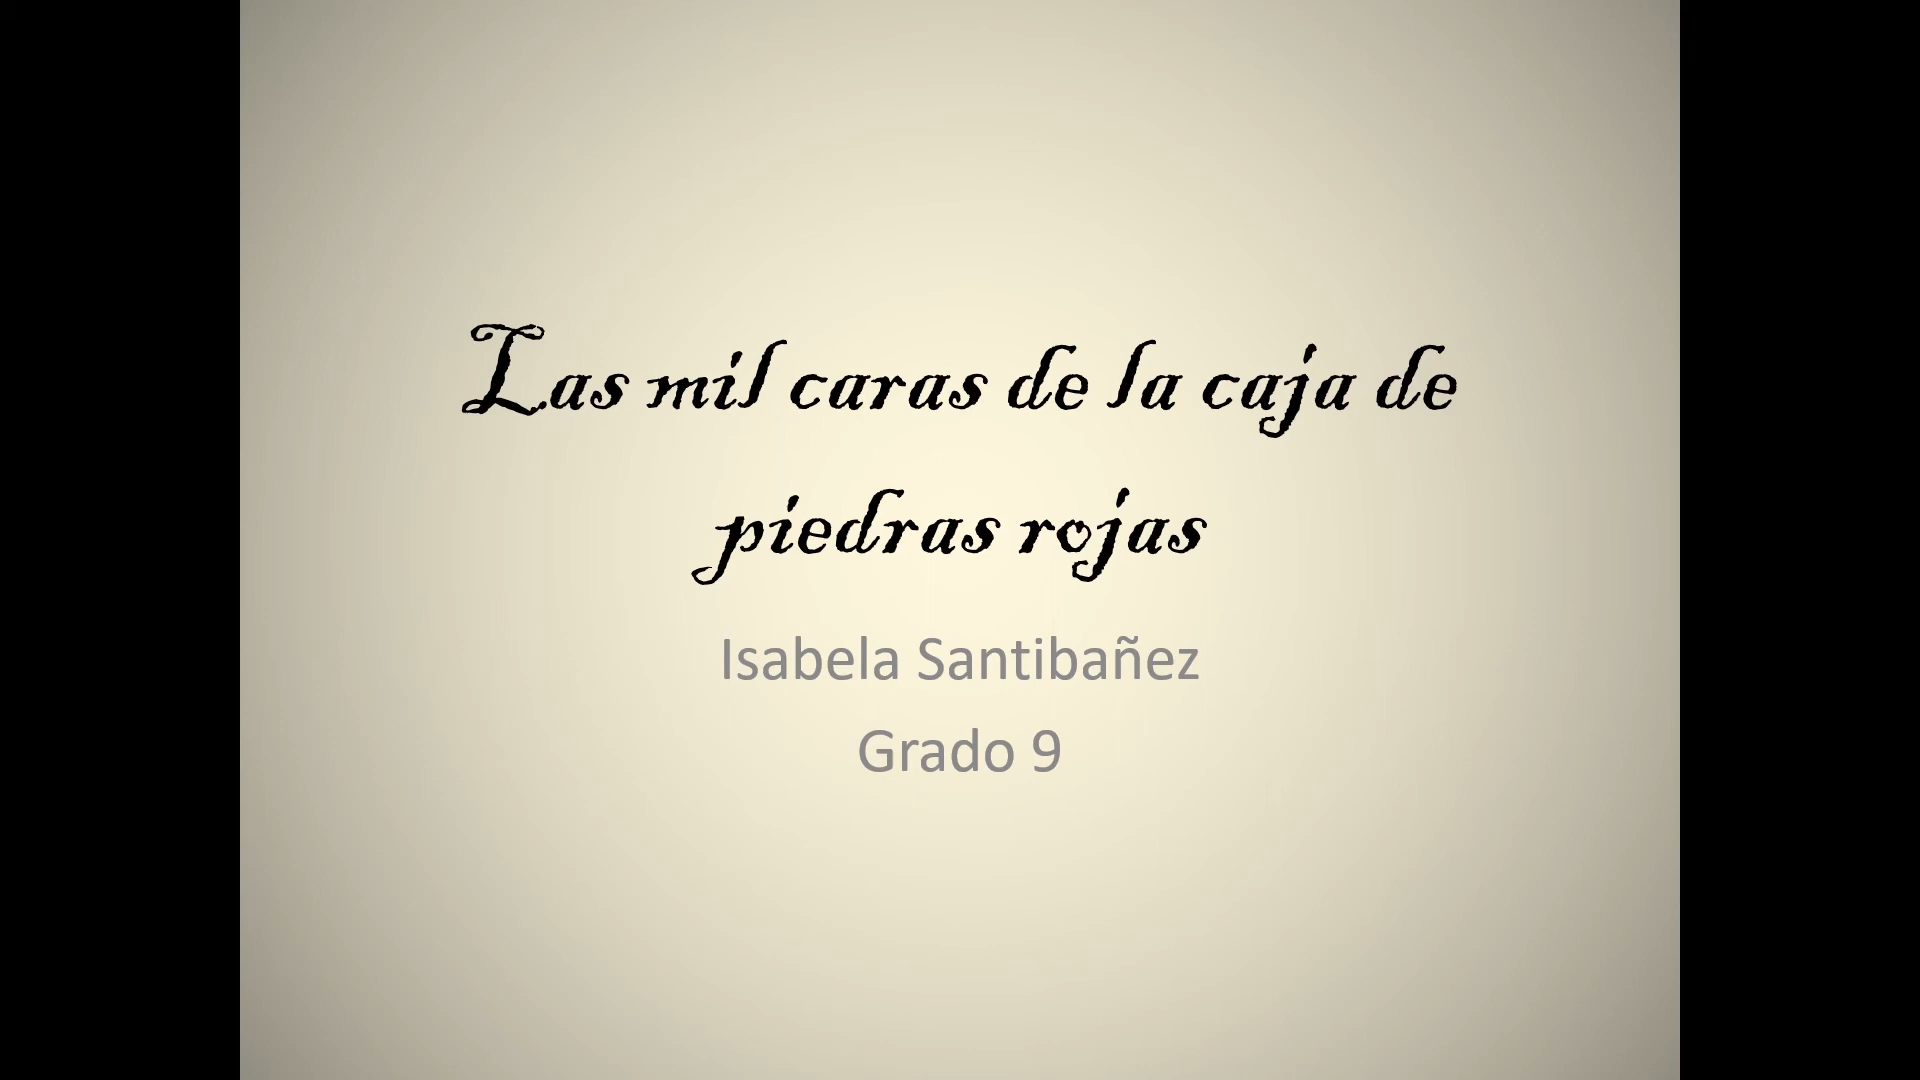 Las mil caras de la caja de
piedras rojas
Isabela Santibañez
Grado 9